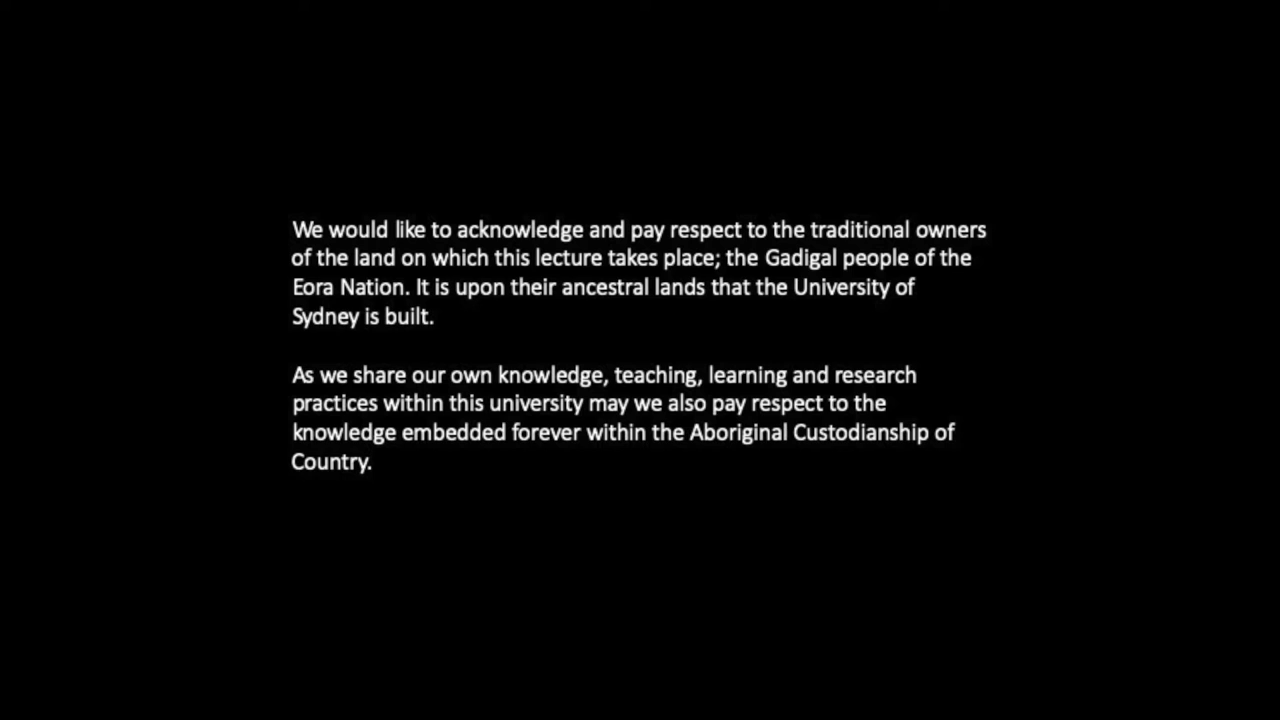 We would like to acknowledge and pay respect to the traditional owners
of the land on which this lecture takes place; the Gadigal people of the
Eora Nation. It is upon their ancestral lands that the University of
Sydney is built.
As we share our own knowledge, teaching, learning and research
practices within this university may we also pay respect to the
knowledge embedded forever within the Aboriginal Custodianship of
Country.